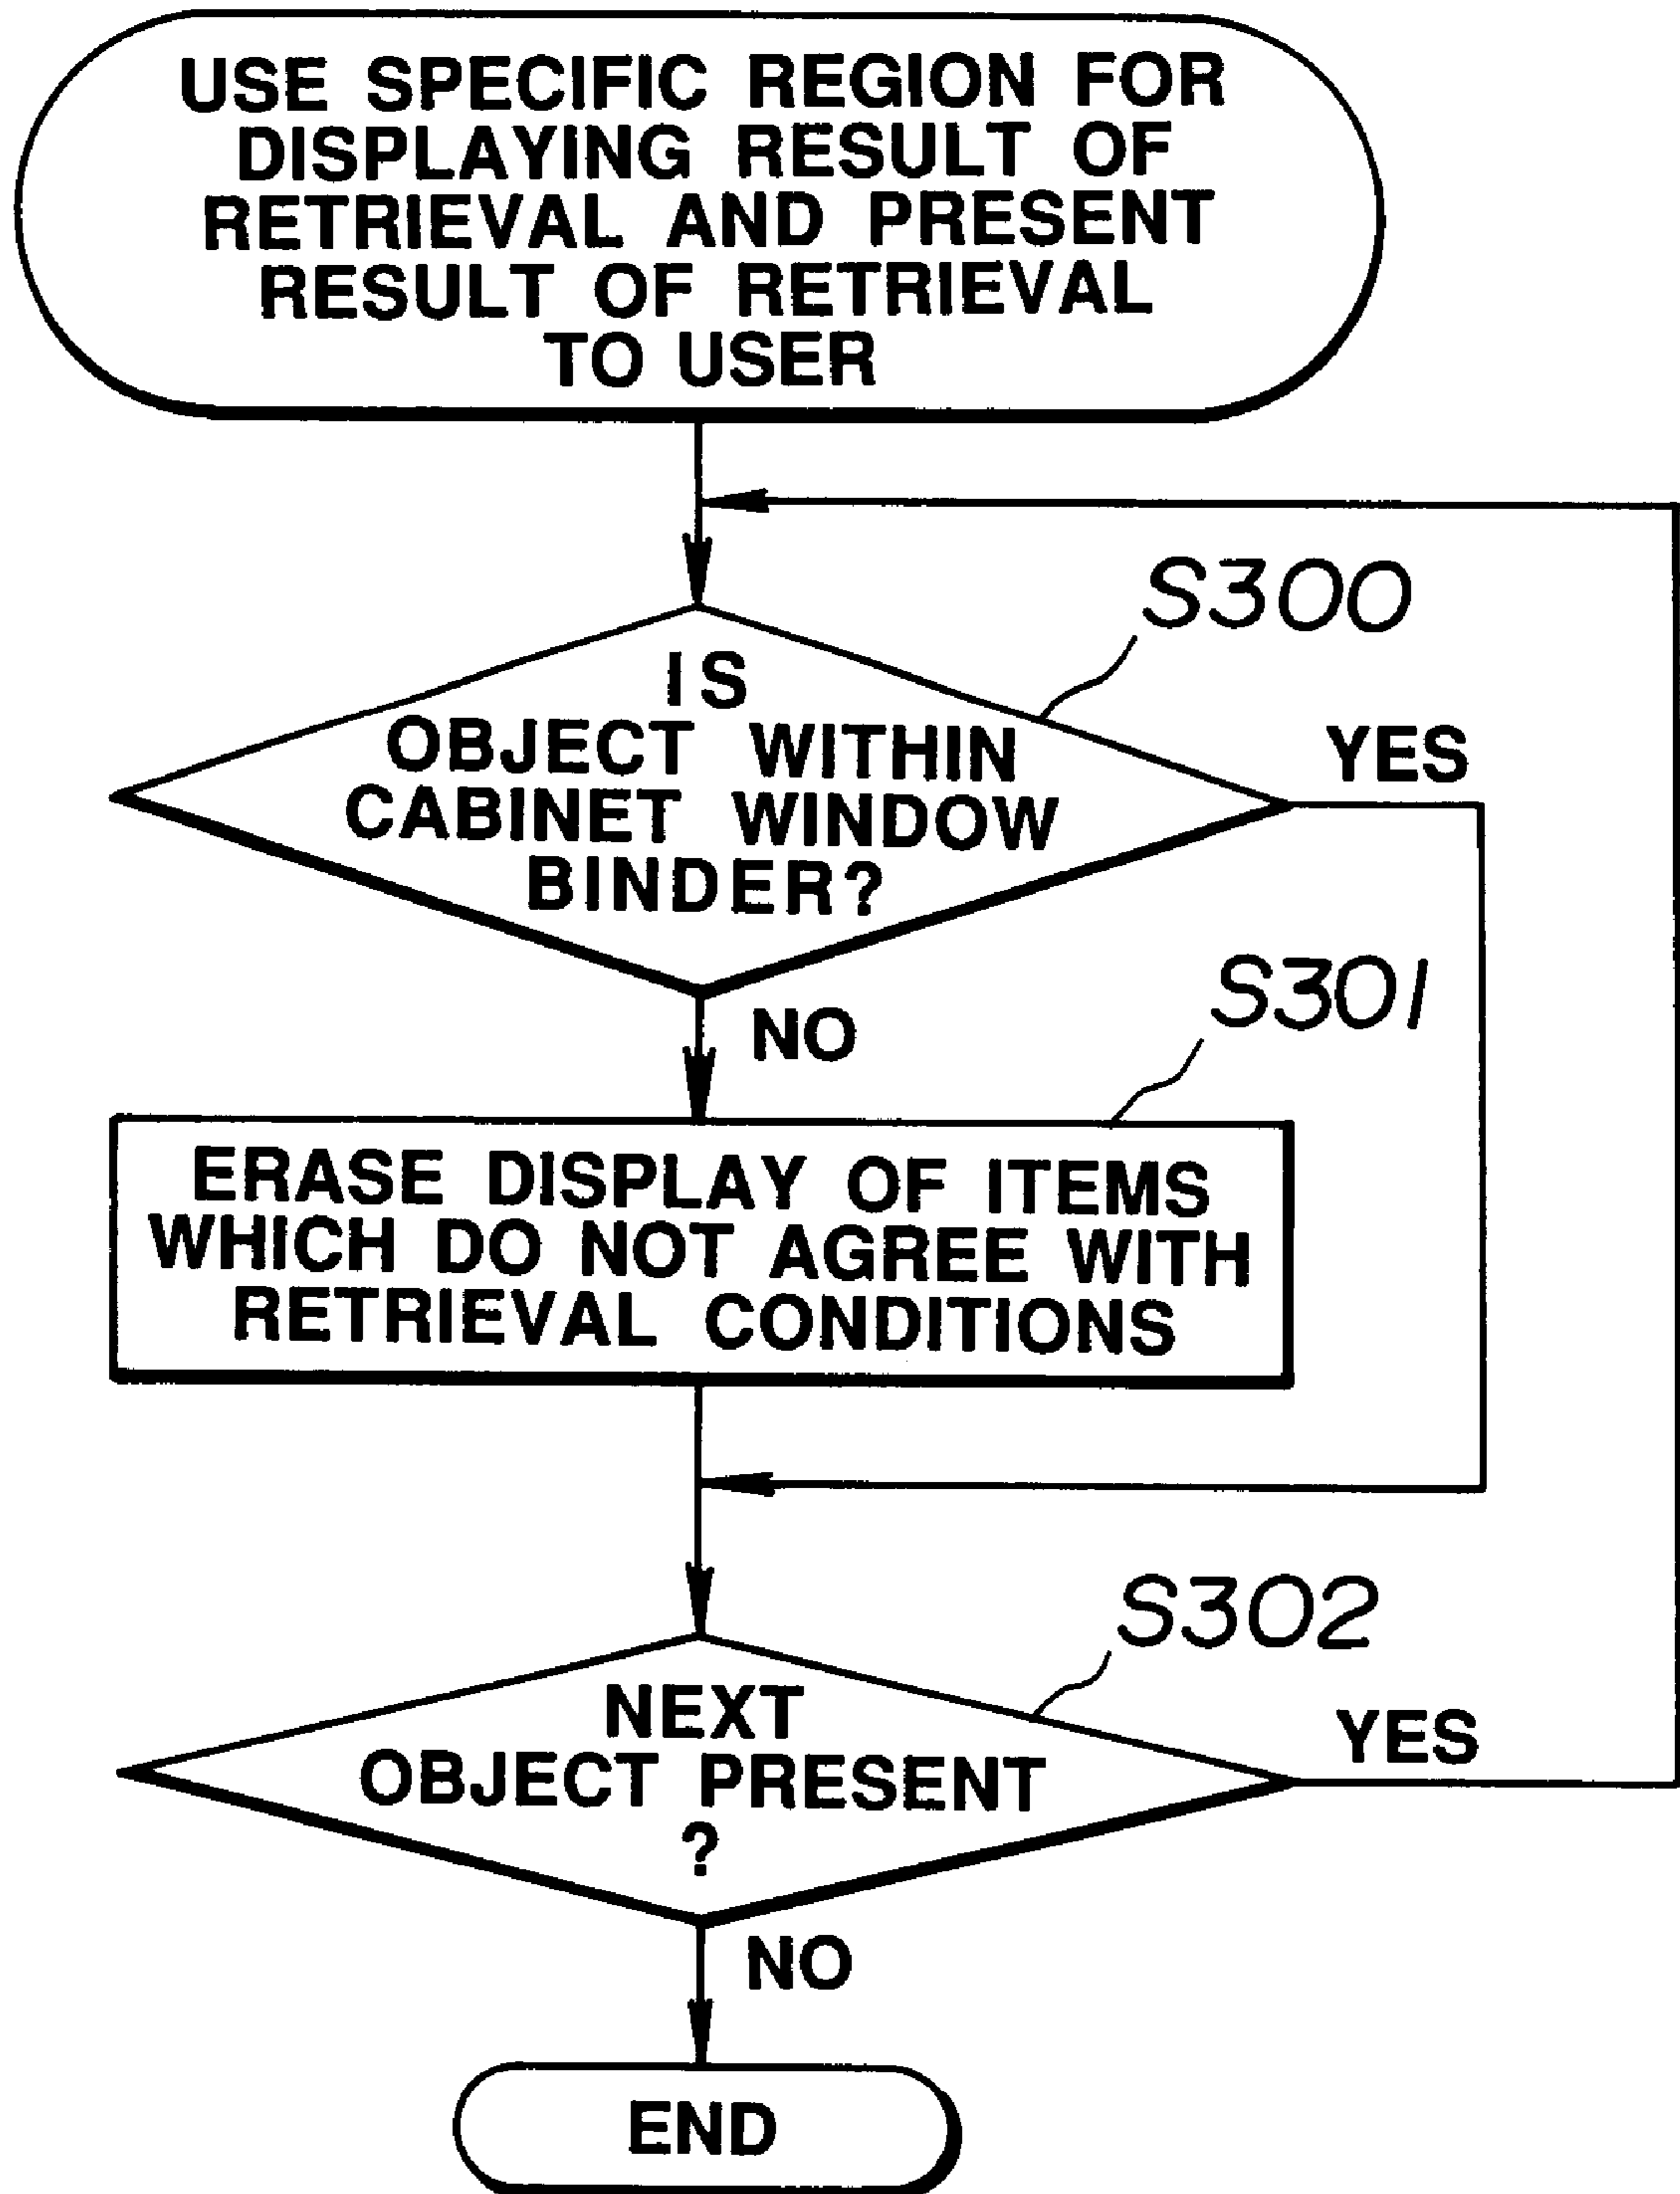 USE SPECIFIC REGION FOR
DISPLAYING RESULT OF
RETRIEVAL AND PRESENT
RESULT OF RETRIEVAL
TO USER
S300
IS
OBJECT WITHIN
CABINET WINDOW
BINDER?
YES
NO
S301
ERASE DISPLAY OF ITEMS
WHICH DO NOT AGREE WITH
RETRIEVAL CONDITIONS
S302
NEXT
OBJECT PRESENT
?
YES
NO
END